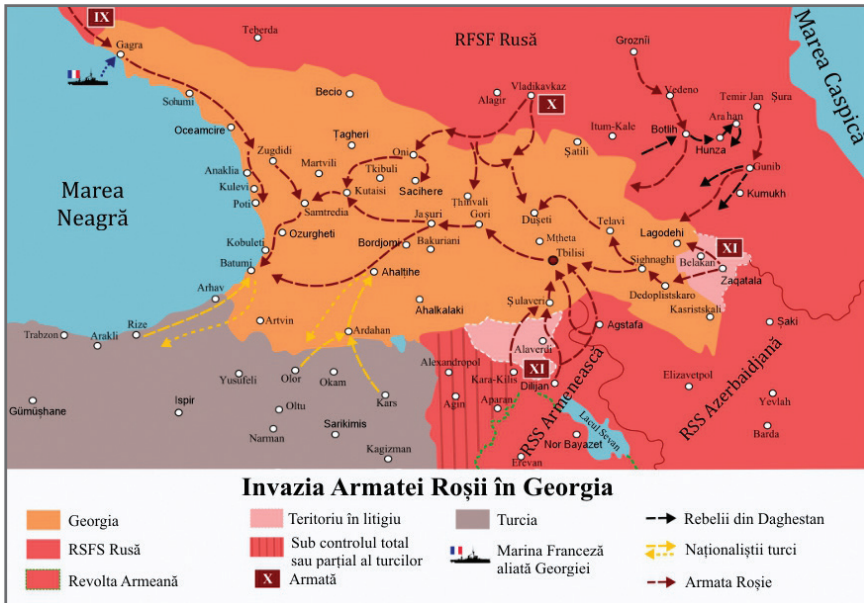 IX
Gagra
Teberda
RFSF Rusă
Groznîi
Marea Caspică
Sohumi
Becio
Alagir
Vladikavkaz
X
Vedeno
Temir Jan Șura
Oceamcire
Țagheri
Oni
Itum-Kale
Botlih
Arahan
Hunza
Șatili
Zugdidi
Martvili
Tkibuli
Sacihere
Gunib
Kumukh
Anaklia
Kulevi
Poti
Kutaisi
Marea Neagră
Samtredia
Țhinvali
Gori
Dușeti
Telavi
Lagodehi
Jașuri
Ozurgheti
Bordjomi
Bakuriani
Mțheta
Tbilisi
Belakan
XI
Kobuleti
Batumi
Ahalțihe
Sighnaghi
Zaqatala
Dedoplistskaro
Arhav
Ahalkalaki
Șulaveri
Kasristskali
Trabzon
Arakli
Rize
Artvin
Ardahan
Agstafa
Șaki
Alaverdi
Yusufeli
Olor
Okam
Alexandropol
Kara-Kilis
XI
Dilijan
RSS Armenească
Elizavetpol
RSS Azerbaidjană
Gümüșhane
Ispir
Oltu
Kars
Agin
Aparan
Lacul Sevan
Yevlah
Narman
Sarikimis
Nor Bayazet
Barda
Kagizman
Erevan
Invazia Armatei Roșii în Georgia
Georgia
Teritoriu în litigiu
Turcia
Rebelii din Daghestan
RSFS Rusă
Sub controlul total
sau parțial al turcilor
Marina Franceză
aliată Georgiei
Naționaliștii turci
Revolta Armeană
X
Armată
Armata Roșie